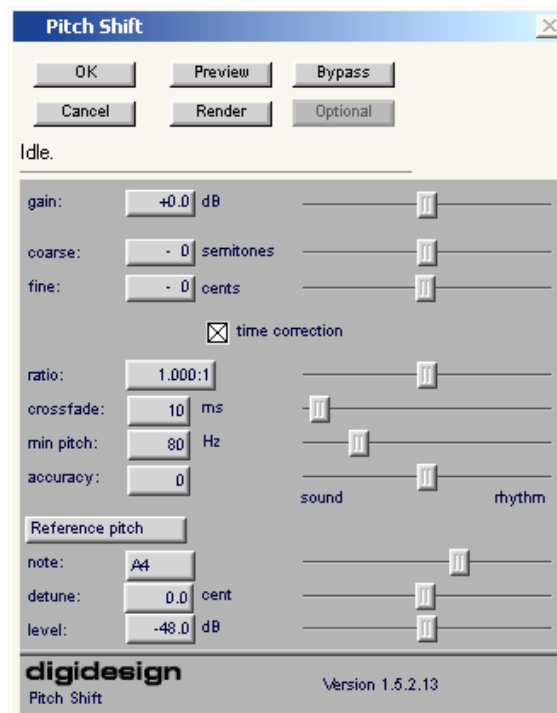 Pitch Shift
OK Preview Bypass
Cancel Render Optional
Idle.
gain: +0.0 dB
coarse: - 0 semitones
fine: - 0 cents
time correction
ratio: 1.000:1
crossfade: 10 ms
min pitch: 80 Hz
accuracy: 0
sound rhythm
Reference pitch
note: A4
detune: 0.0 cent
level: -48.0 dB
digidesign
Pitch Shift Version 1.5.2.13